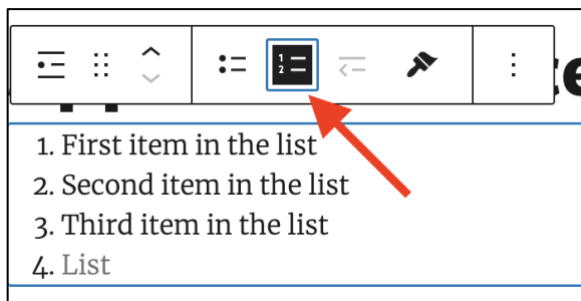 1. First item in the list
2. Second item in the list
3. Third item in the list
4. List